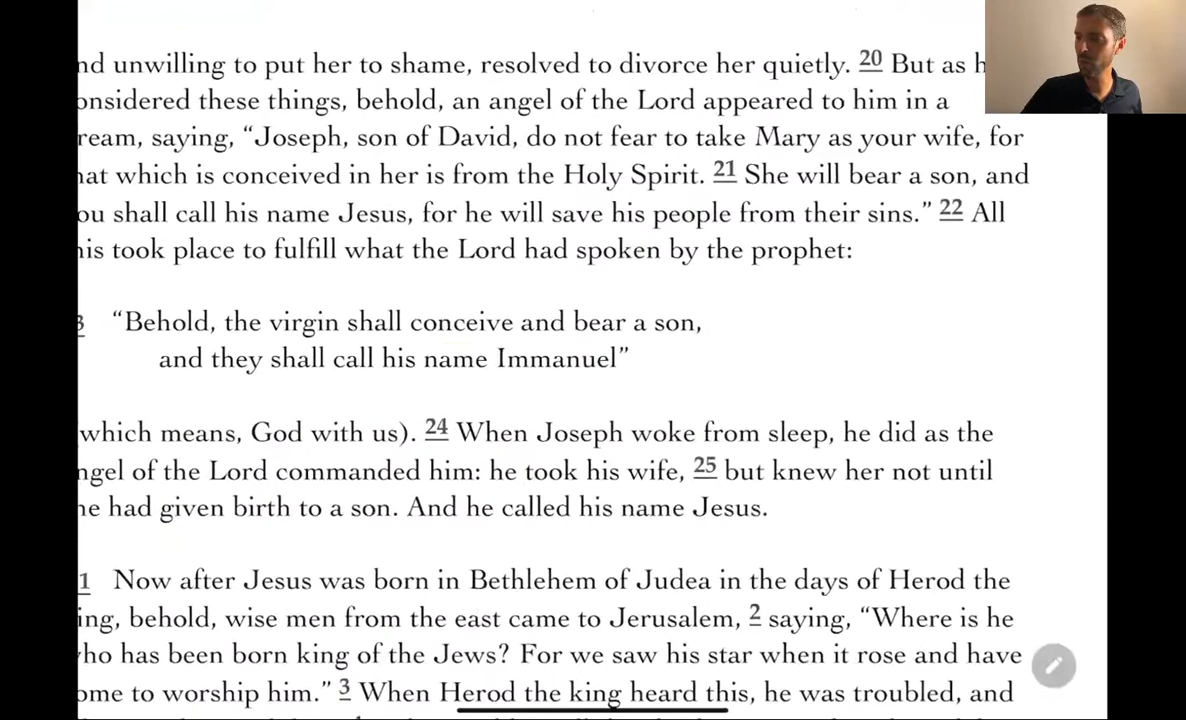 nd unwilling to put her to shame, resolved to divorce her quietly. 20 But as h
onsidered these things, behold, an angel of the Lord appeared to him in a
ream, saying, “Joseph, son of David, do not fear to take Mary as your wife, for
hat which is conceived in her is from the Holy Spirit. 21 She will bear a son, and
ou shall call his name Jesus, for he will save his people from their sins.” 22 All
his took place to fulfill what the Lord had spoken by the prophet:
3 “Behold, the virgin shall conceive and bear a son,
and they shall call his name Immanuel”
which means, God with us). 24 When Joseph woke from sleep, he did as the
ngel of the Lord commanded him: he took his wife, 25 but knew her not until
he had given birth to a son. And he called his name Jesus.
1 Now after Jesus was born in Bethlehem of Judea in the days of Herod the
ing, behold, wise men from the east came to Jerusalem, 2 saying, “Where is he
who has been born king of the Jews? For we saw his star when it rose and have
ome to worship him.” 3 When Herod the king heard this, he was troubled, and